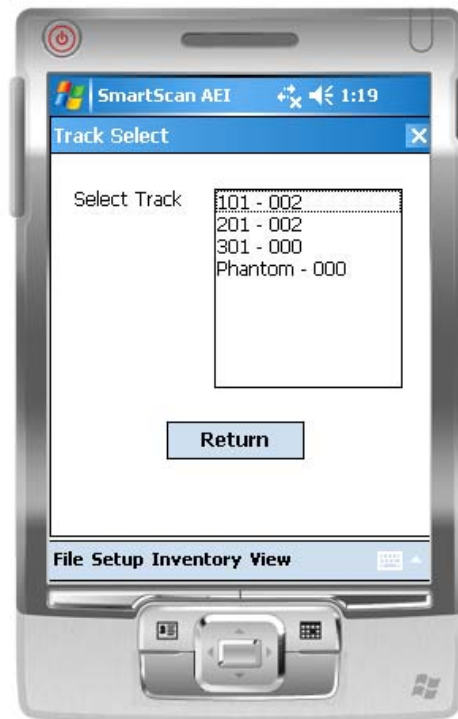 SmartScan AEI 1:19
Track Select
Select Track
101 - 002
201 - 002
301 - 000
Phantom - 000
Return
File Setup Inventory View